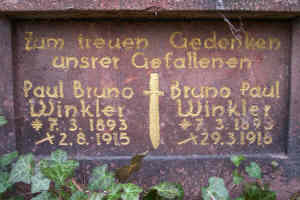 Zum treuen Gedenken
unsrer Gefallenen
Paul Bruno
Winkler
* 7.3.1893
⚔ 2.8.1915
Bruno Paul
Winkler
* 7.3.1895
⚔ 29.3.1918